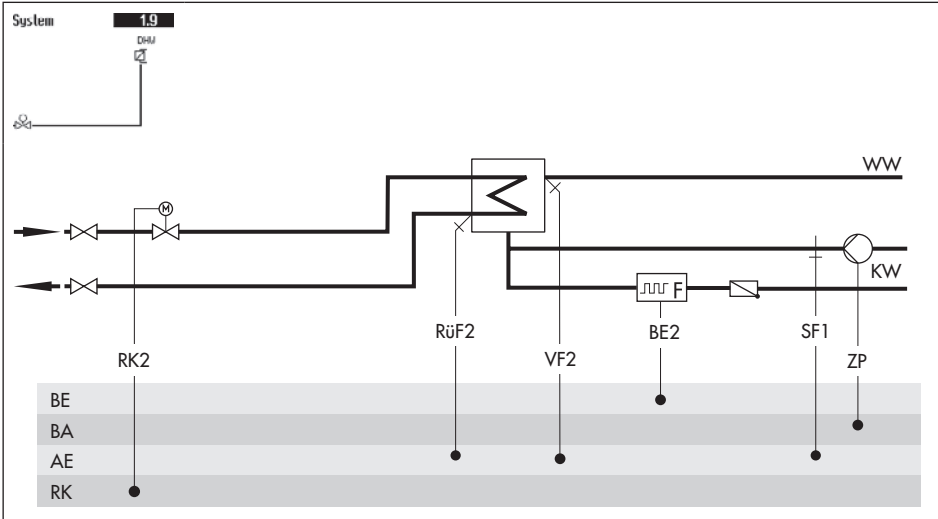 System 1.9
DHW
M
WW
KW
F
RK2
RüF2
VF2
BE2
SF1
ZP
BE
BA
AE
RK